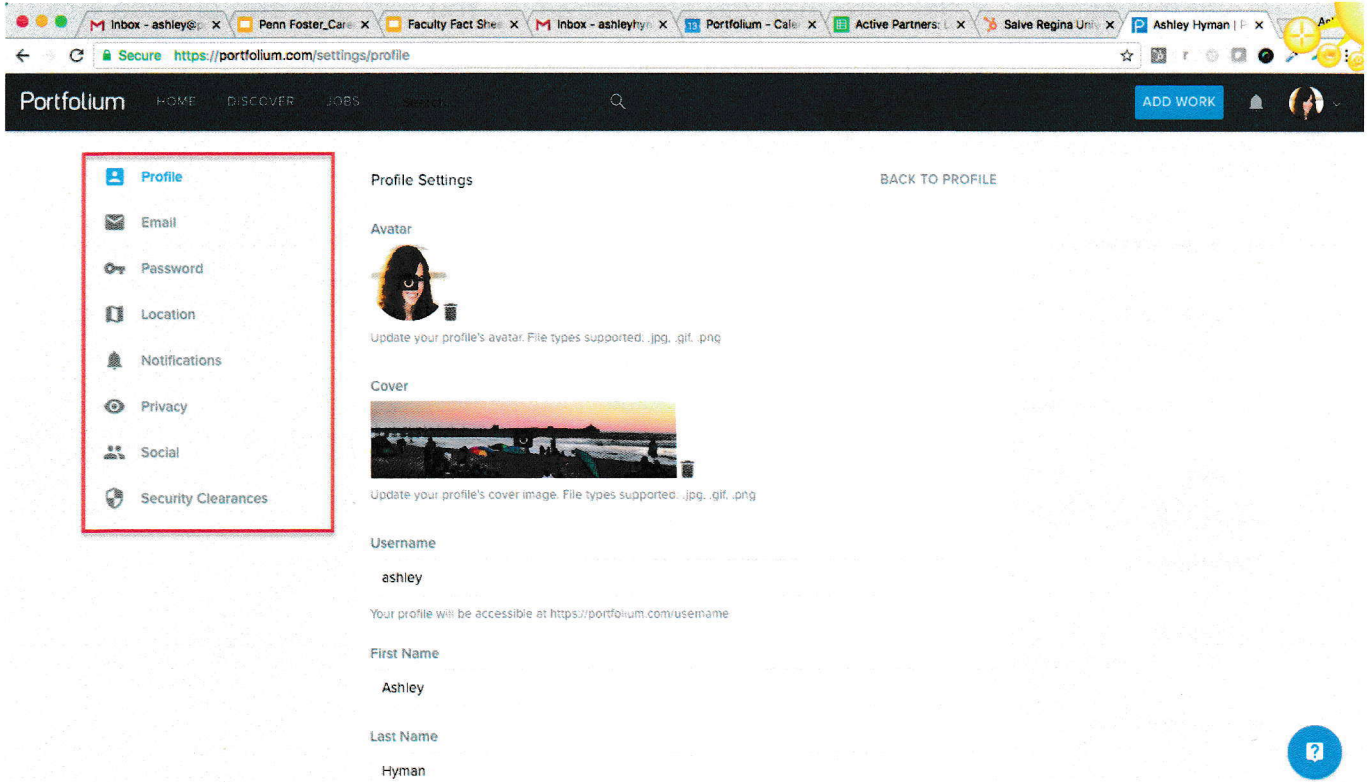 Inbox - ashley@p
Penn Foster_Care
Faculty Fact Shee
Inbox - ashleyhyn
13 Portfolium - Cale
Active Partners:
Salve Regina Univ
Ashley Hyman | P
Secure https://portfolium.com/settings/profile
Portfolium HOME DISCOVER JOBS Search ADD WORK
Profile
Email
Password
Location
Notifications
Privacy
Social
Security Clearances
Profile Settings BACK TO PROFILE
Avatar
Update your profile's avatar. File types supported: .jpg, .gif, .png
Cover
Update your profile's cover image. File types supported: .jpg, .gif, .png
Username
ashley
Your profile will be accessible at https://portfolium.com/username
First Name
Ashley
Last Name
Hyman